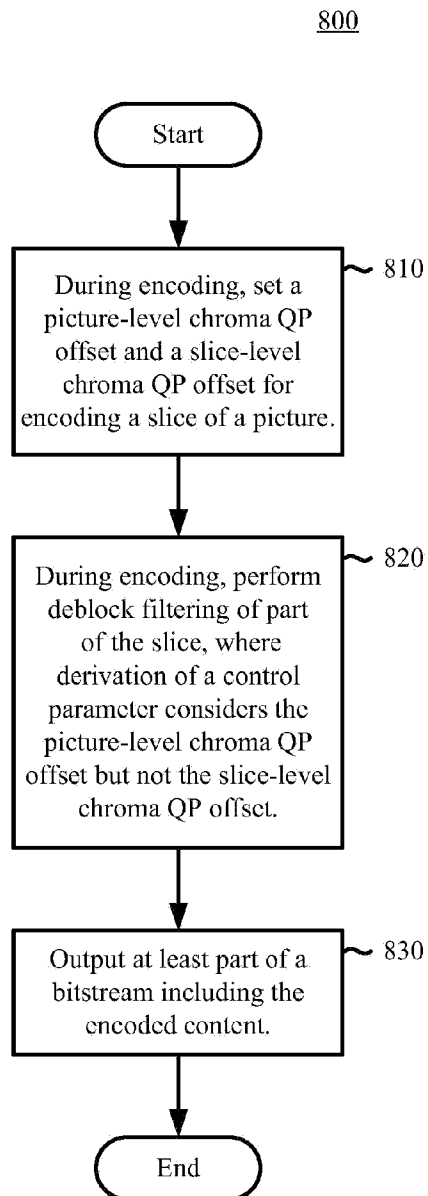 800
Start
810
During encoding, set a
picture-level chroma QP
offset and a slice-level
chroma QP offset for
encoding a slice of a picture.
820
During encoding, perform
deblock filtering of part
of the slice, where
derivation of a control
parameter considers the
picture-level chroma QP
offset but not the slice-level
chroma QP offset.
830
Output at least part of a
bitstream including the
encoded content.
End